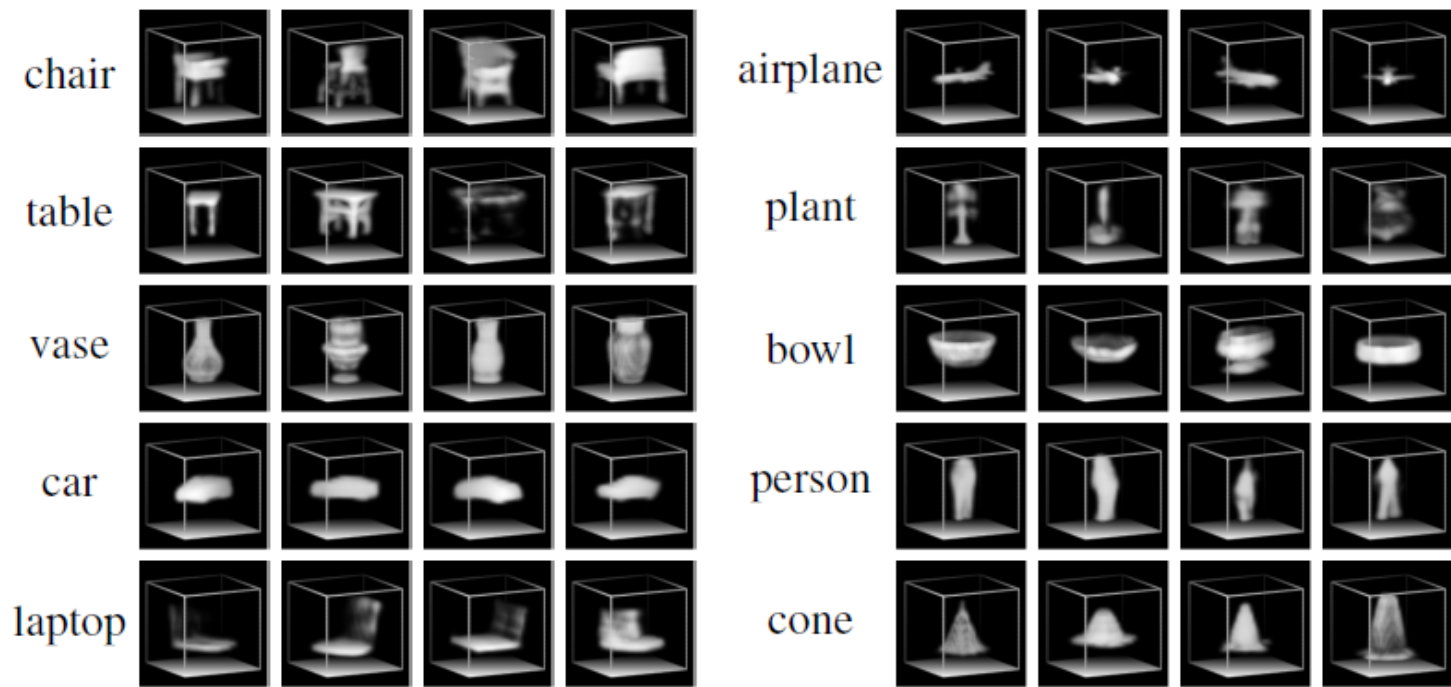 chair
airplane
table
plant
vase
bowl
car
person
laptop
cone